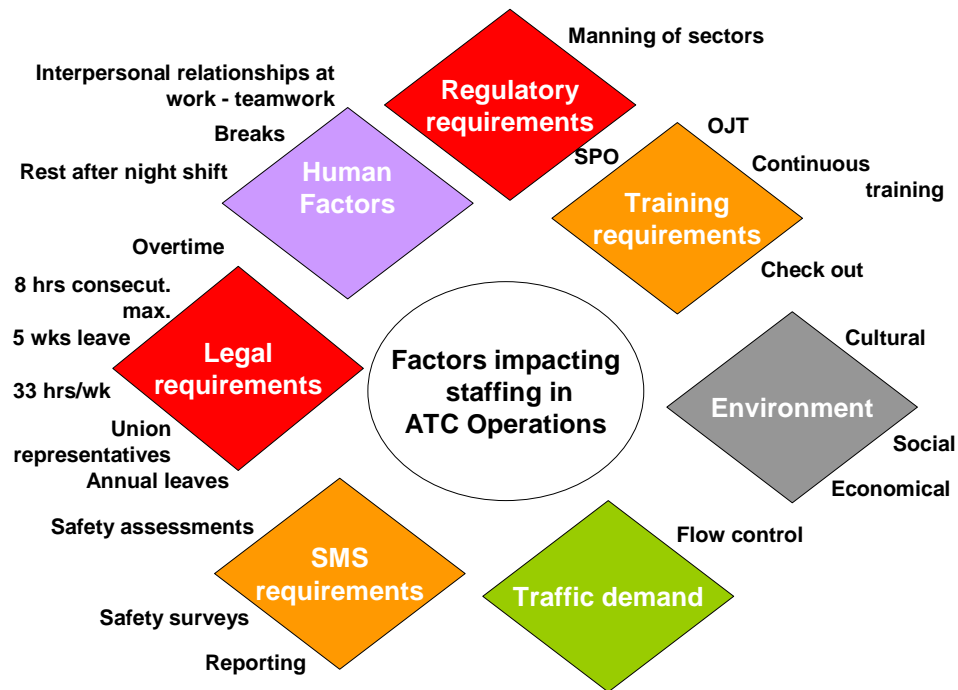 Manning of sectors
Regulatory
requirements
SPO
Interpersonal relationships at
work - teamwork
Breaks
Rest after night shift
Human
Factors
OJT
Continuous
training
Training
requirements
Check out
Overtime
8 hrs consecut.
max.
5 wks leave
33 hrs/wk
Union
representatives
Annual leaves
Legal
requirements
Factors impacting
staffing in
ATC Operations
Cultural
Environment
Social
Economical
Safety assessments
SMS
requirements
Safety surveys
Reporting
Flow control
Traffic demand